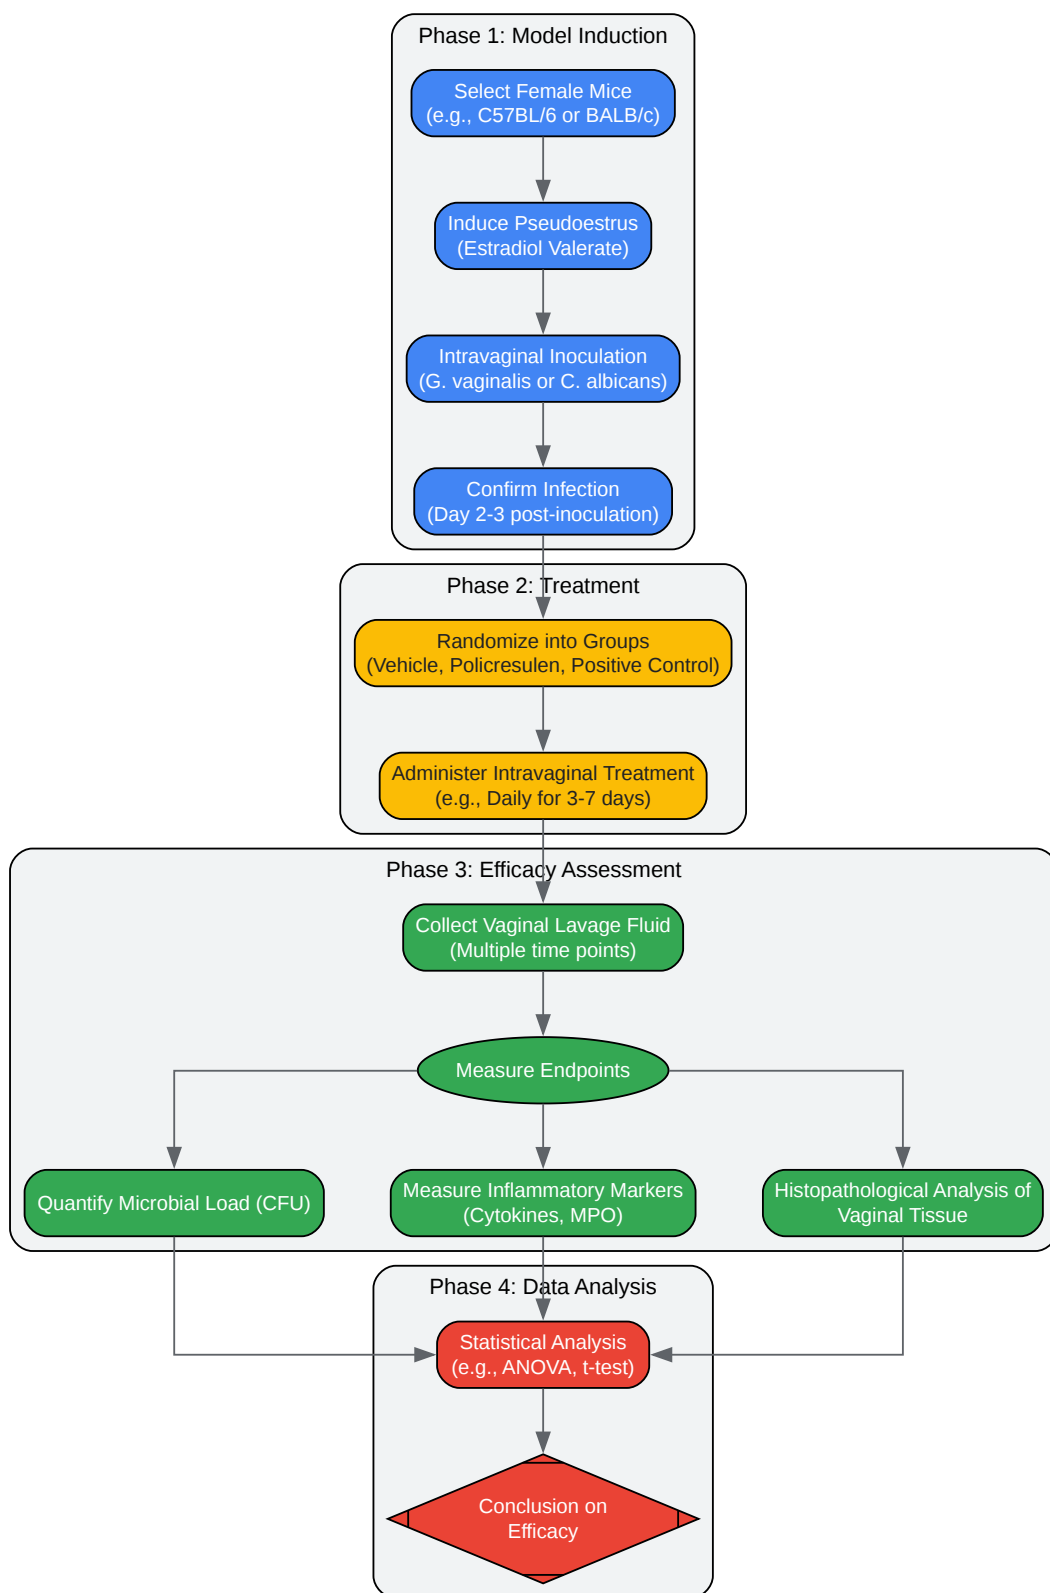 Phase 1: Model Induction
Select Female Mice
(e.g., C57BL/6 or BALB/c)
Induce Pseudoestrus
(Estradiol Valerate)
Intravaginal Inoculation
(G. vaginalis or C. albicans)
Confirm Infection
(Day 2-3 post-inoculation)
Phase 2: Treatment
Randomize into Groups
(Vehicle, Policresulen, Positive Control)
Administer Intravaginal Treatment
(e.g., Daily for 3-7 days)
Phase 3: Efficacy Assessment
Collect Vaginal Lavage Fluid
(Multiple time points)
Measure Endpoints
Quantify Microbial Load (CFU)
Measure Inflammatory Markers
(Cytokines, MPO)
Histopathological Analysis of
Vaginal Tissue
Phase 4: Data Analysis
Statistical Analysis
(e.g., ANOVA, t-test)
Conclusion on
Efficacy